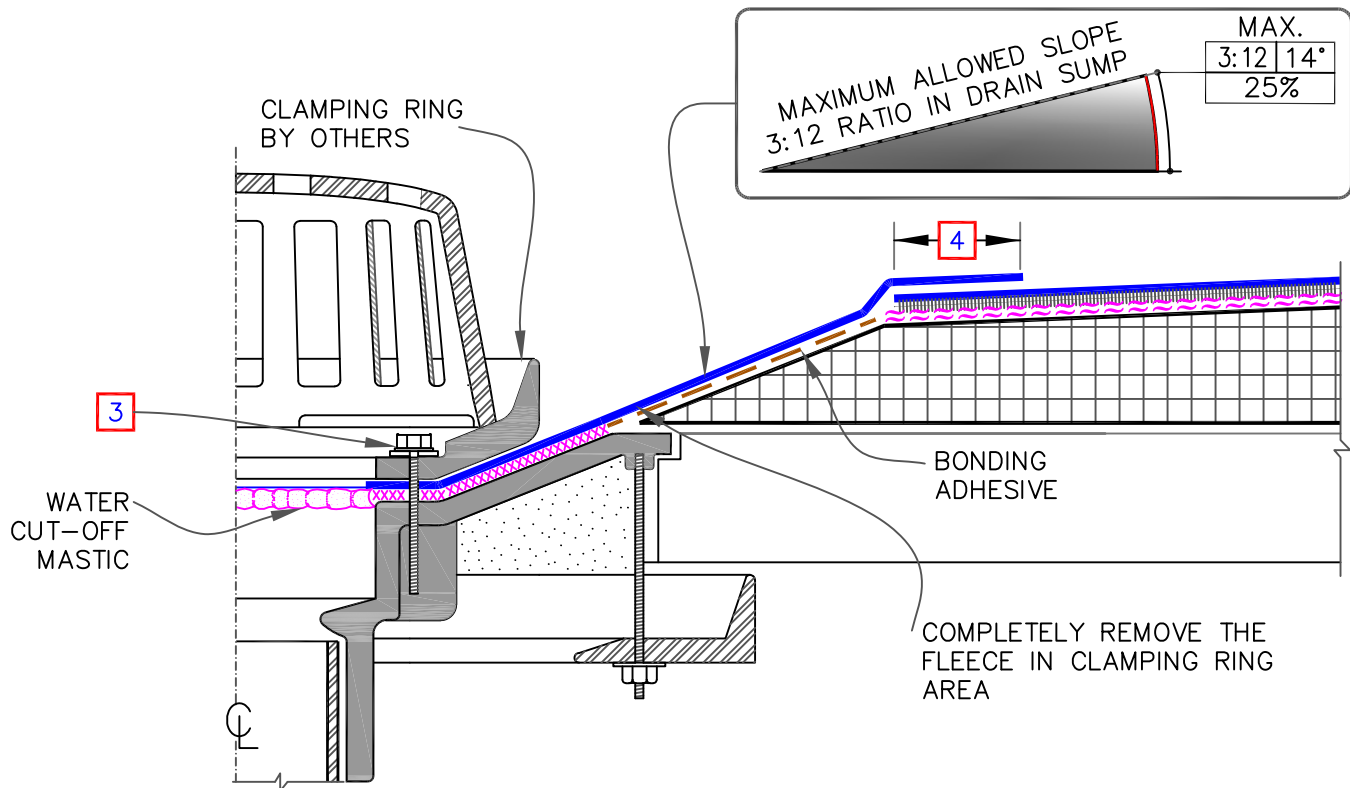 MAXIMUM ALLOWED SLOPE
3:12 RATIO IN DRAIN SUMP
MAX.
3:12 14°
25%
CLAMPING RING
BY OTHERS
4
3
WATER
CUT-OFF
MASTIC
BONDING
ADHESIVE
COMPLETELY REMOVE THE
FLEECE IN CLAMPING RING
AREA
CL